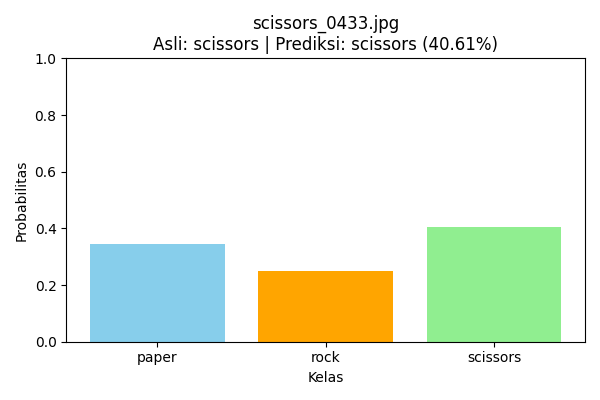 scissors_0433.jpg
Asli: scissors | Prediksi: scissors (40.61%)
1.0
0.8
0.6
0.4
0.2
0.0
Probabilitas
paper rock scissors
Kelas